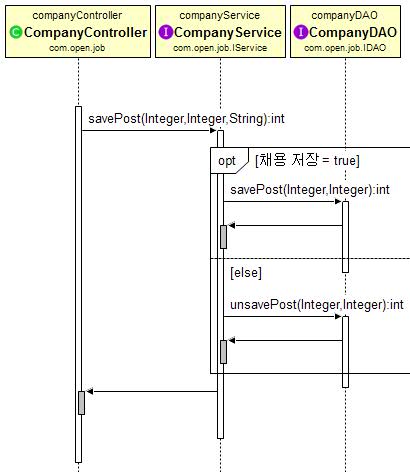 companyController
C CompanyController
com.open.job
companyService
I CompanyService
com.open.job.IService
companyDAO
I CompanyDAO
com.open.job.IDAO
savePost(Integer,Integer,String):int
opt [채용 저장 = true]
savePost(Integer,Integer):int
[else]
unsavePost(Integer,Integer):int